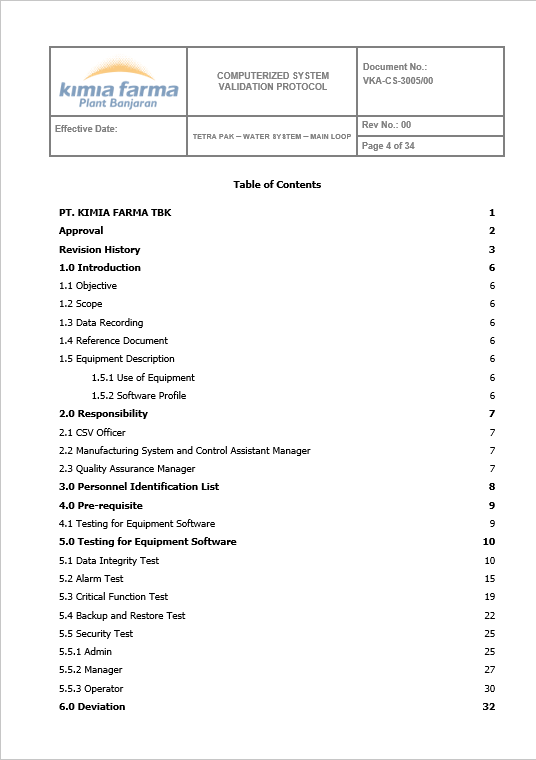 kimia farma
Plant Banjaran
COMPUTERIZED SYSTEM
VALIDATION PROTOCOL
Document No.:
VKA-CS-3005/00
Effective Date:
TETRA PAK – WATER SYSTEM – MAIN LOOP
Rev No.: 00
Page 4 of 34
Table of Contents
PT. KIMIA FARMA TBK 1
Approval 2
Revision History 3
1.0 Introduction 6
1.1 Objective 6
1.2 Scope 6
1.3 Data Recording 6
1.4 Reference Document 6
1.5 Equipment Description 6
1.5.1 Use of Equipment 6
1.5.2 Software Profile 6
2.0 Responsibility 7
2.1 CSV Officer 7
2.2 Manufacturing System and Control Assistant Manager 7
2.3 Quality Assurance Manager 7
3.0 Personnel Identification List 8
4.0 Pre-requisite 9
4.1 Testing for Equipment Software 9
5.0 Testing for Equipment Software 10
5.1 Data Integrity Test 10
5.2 Alarm Test 15
5.3 Critical Function Test 19
5.4 Backup and Restore Test 22
5.5 Security Test 25
5.5.1 Admin 25
5.5.2 Manager 27
5.5.3 Operator 30
6.0 Deviation 32